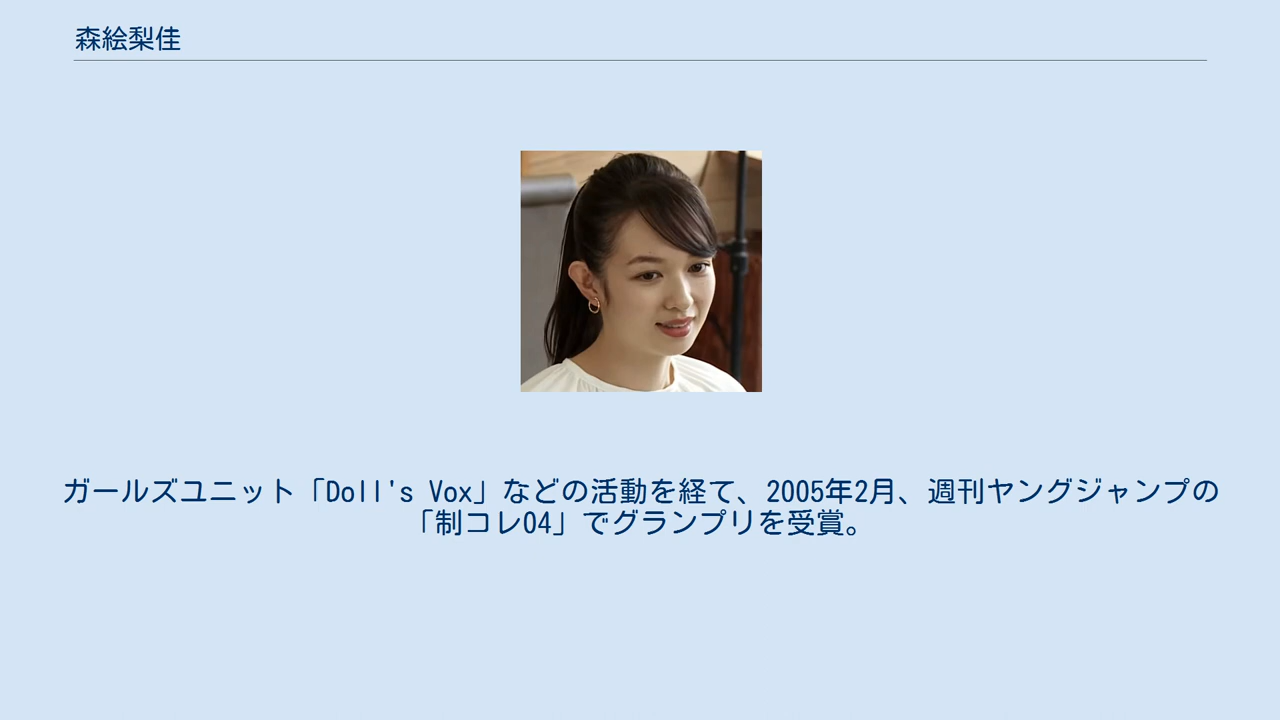 森絵梨佳
ガールズユニット「Doll's Vox」などの活動を経て、2005年2月、週刊ヤングジャンプの
「制コレ04」でグランプリを受賞。